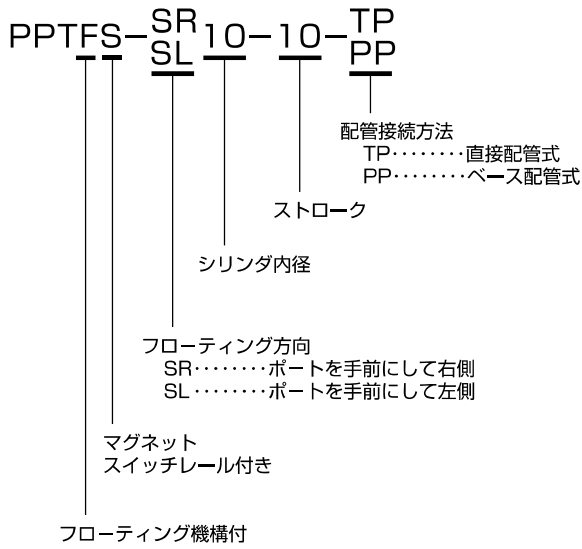 PPTFS-SR10-10-TP
SL PP
配管接続方法
TP········直接配管式
PP········ベース配管式
ストローク
シリンダ内径
フローティング方向
SR········ポートを手前にして右側
SL········ポートを手前にして左側
マグネット
スイッチレール付き
フローティング機構付